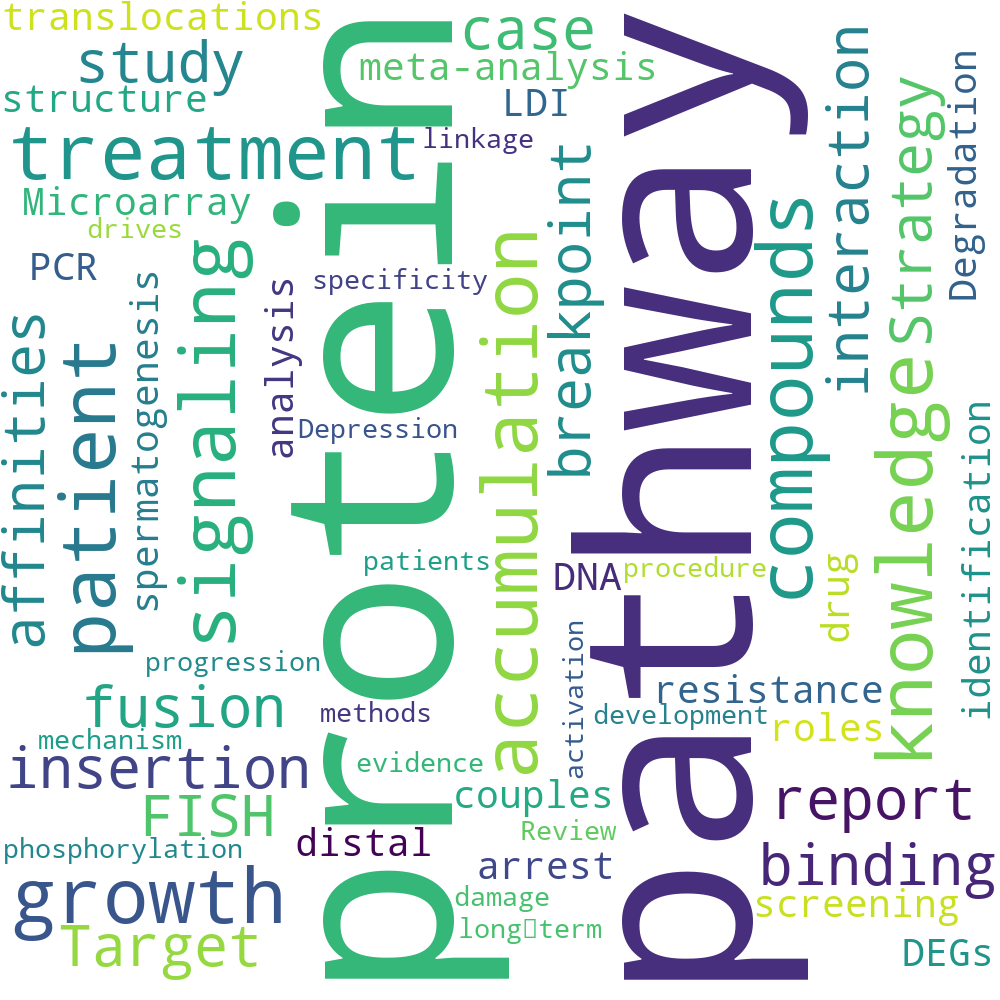 translocations
study
structure
treatment
Microarray
drives
PCR
case
meta-analysis
LDI
linkage
protein
pathway
specificity
analysis
Depression
signaling
spermatogenesis
patient
affinities
accumulation
breakpoint
compounds
interaction
Strategy
knowledge
Degradation
identification
patients
DNA
procedure
drug
progression
fusion
methods
mechanism
insertion
evidence
activation
resistance
development
roles
FISH
couples
report
distal
Review
phosphorylation
arrest
binding
growth
damage
screening
Target
long▯term
DEGs